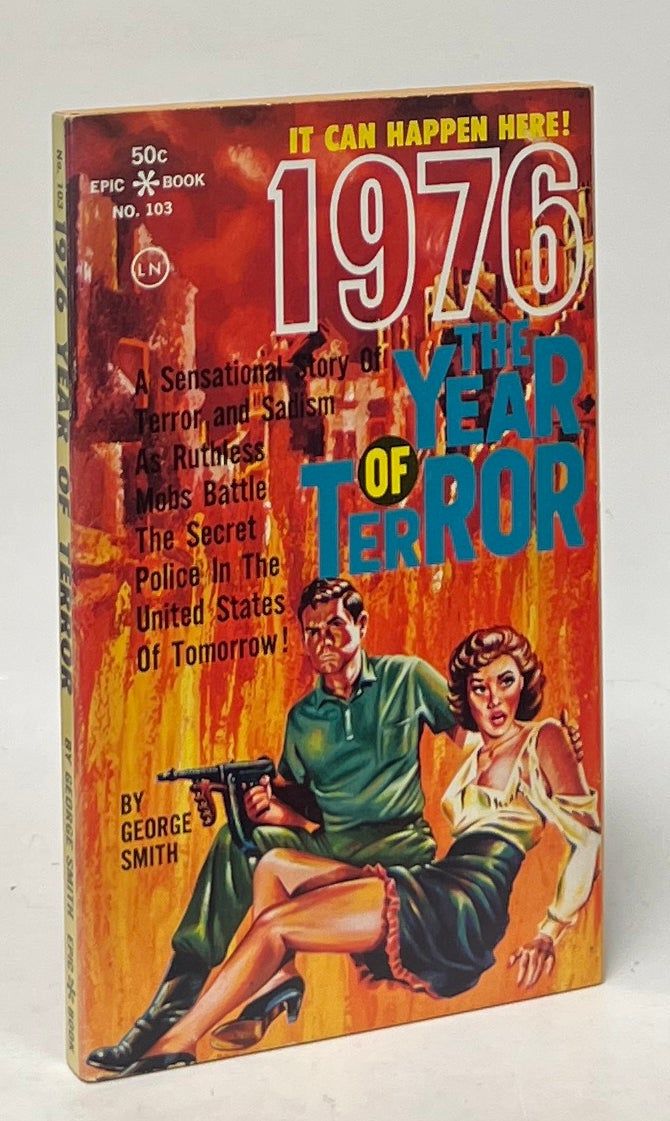 IT CAN HAPPEN HERE!
50c
EPIC * BOOK
NO. 103
LN
1976
THE
YEAR
OF
TERROR
A Sensational Story Of
Terror and Sadism
As Ruthless
Mobs Battle
The Secret
Police In The
United States
Of Tomorrow!
BY
GEORGE
SMITH
No. 103 1976 YEAR OF TERROR BY GEORGE SMITH EPIC * BOOK